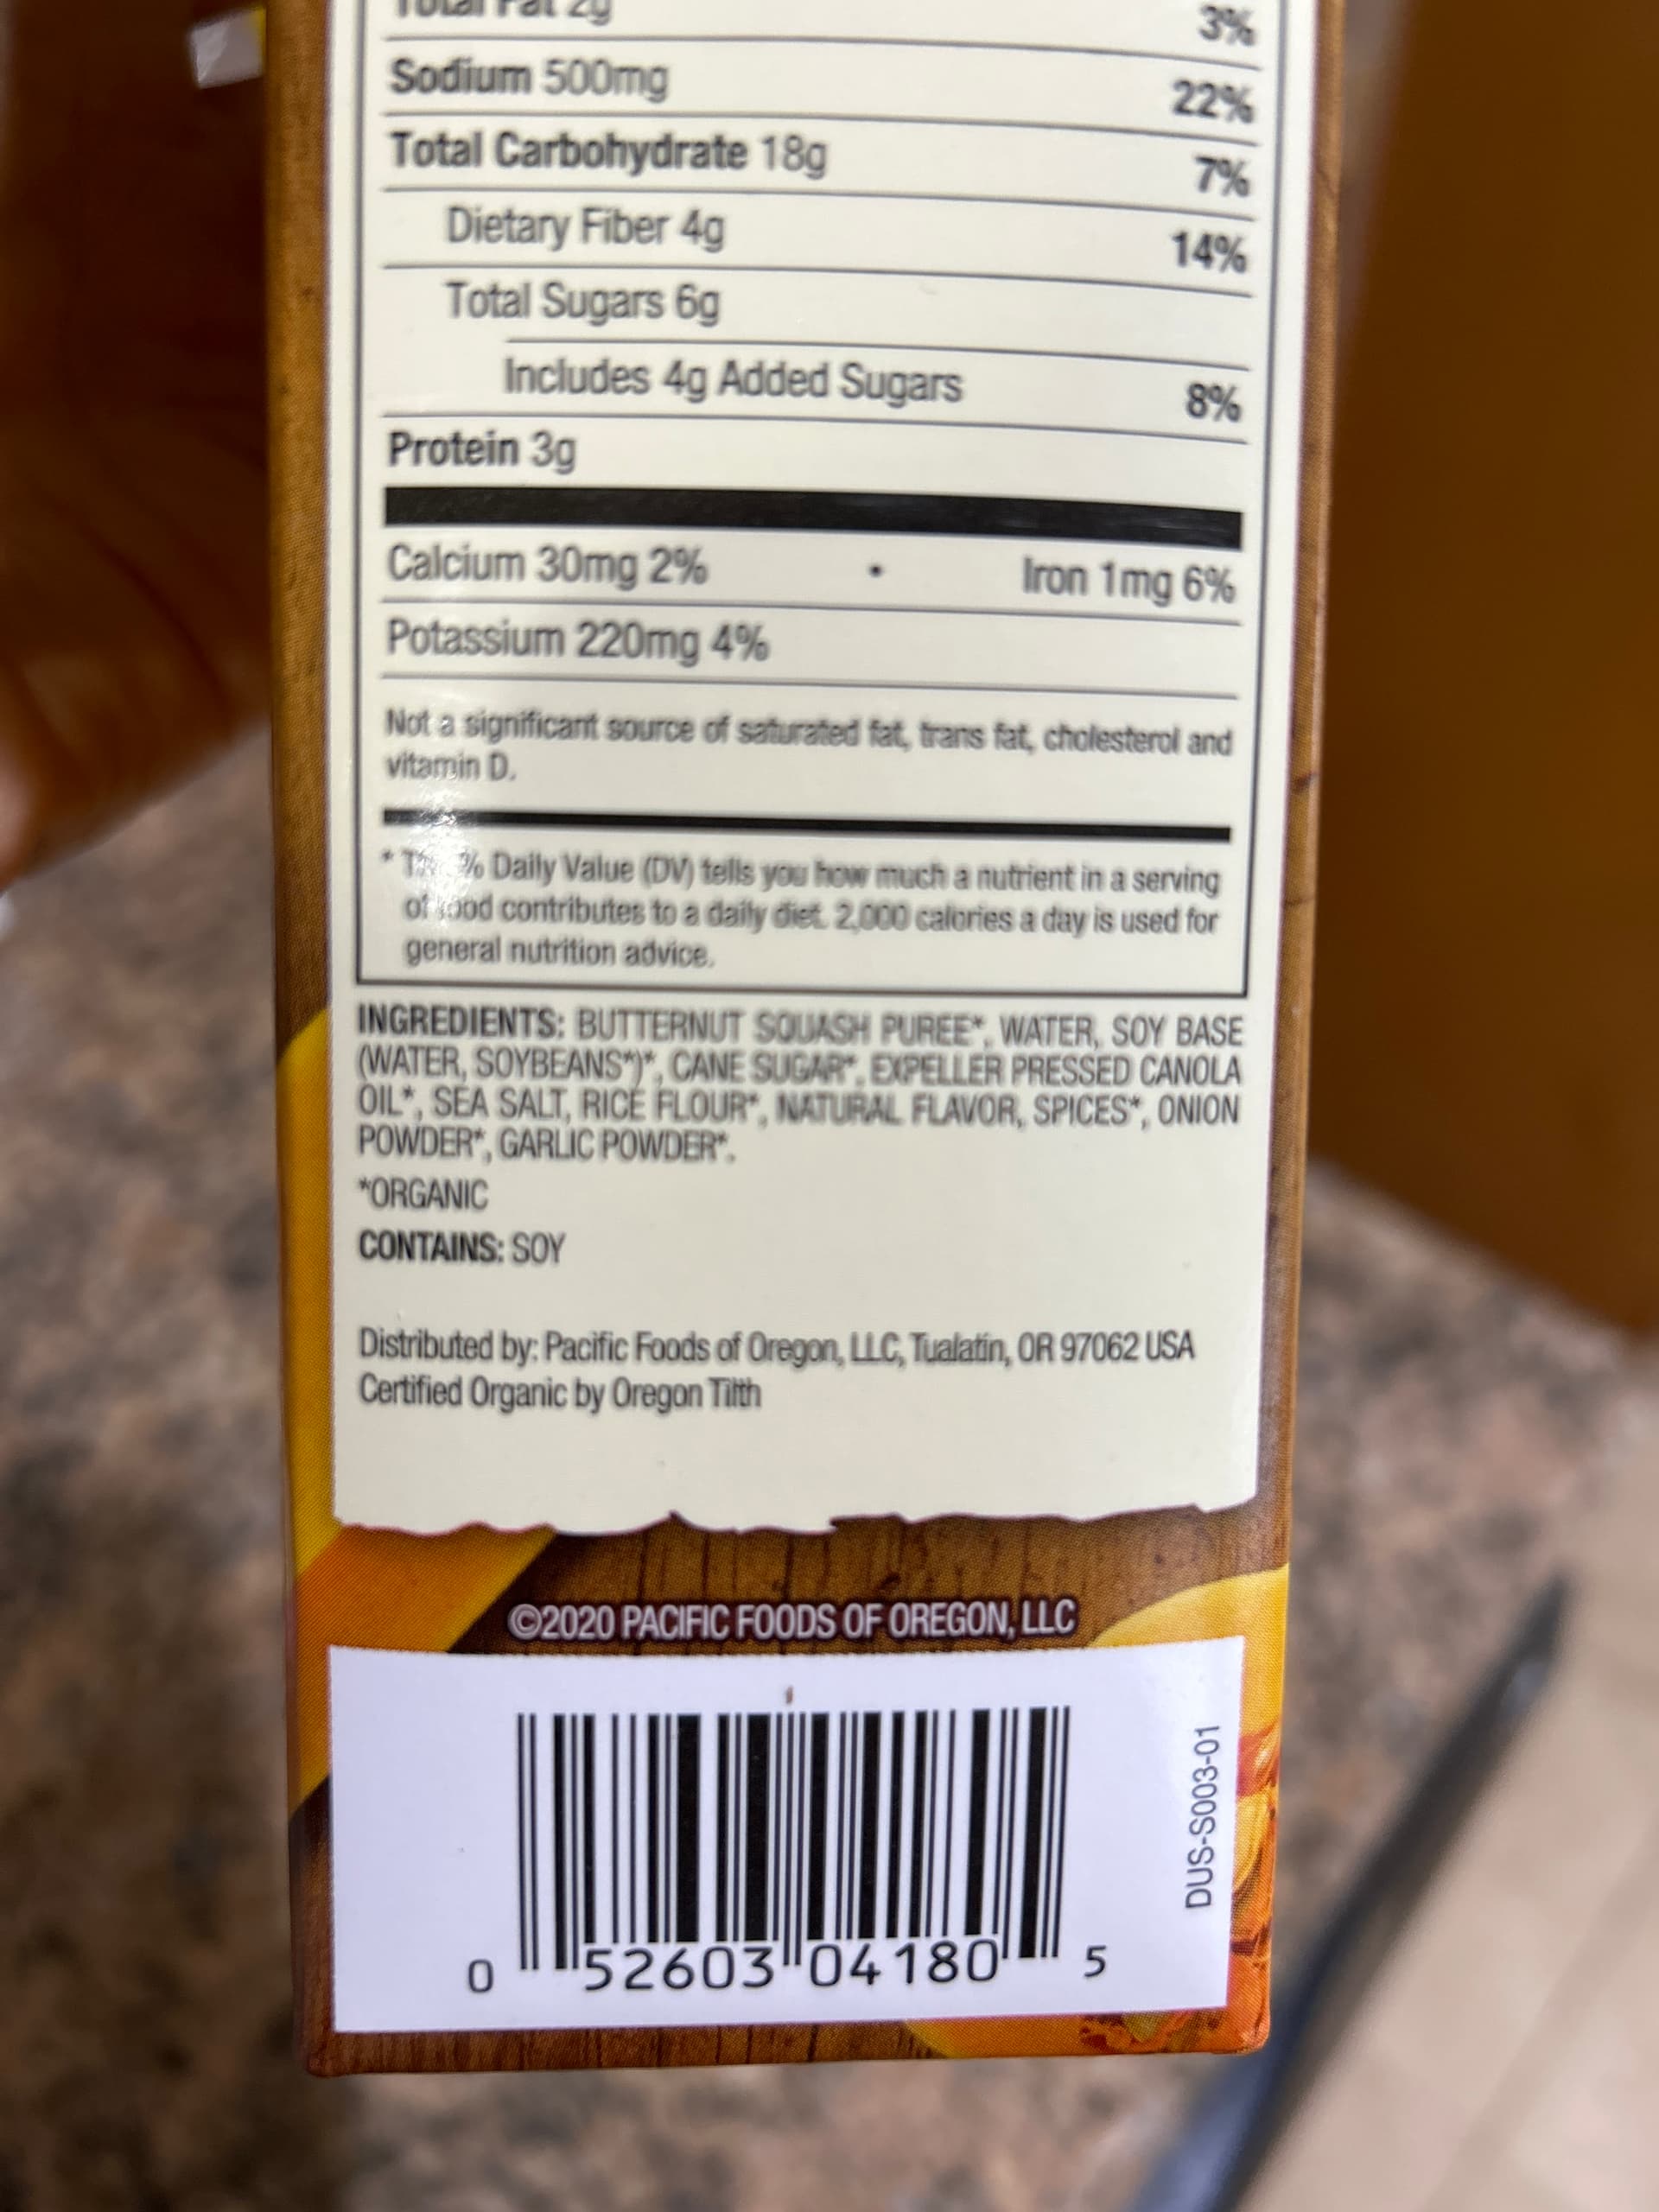 Total Fat 2g 3%
Sodium 500mg 22%
Total Carbohydrate 18g 7%
Dietary Fiber 4g 14%
Total Sugars 6g
Includes 4g Added Sugars 8%
Protein 3g
Calcium 30mg 2% • Iron 1mg 6%
Potassium 220mg 4%
Not a significant source of saturated fat, trans fat, cholesterol and
vitamin D.
* The % Daily Value (DV) tells you how much a nutrient in a serving
of food contributes to a daily diet. 2,000 calories a day is used for
general nutrition advice.
INGREDIENTS: BUTTERNUT SQUASH PUREE*, WATER, SOY BASE
(WATER, SOYBEANS*)*, CANE SUGAR*, EXPELLER PRESSED CANOLA
OIL*, SEA SALT, RICE FLOUR*, NATURAL FLAVOR, SPICES*, ONION
POWDER*, GARLIC POWDER*.
*ORGANIC
CONTAINS: SOY
Distributed by: Pacific Foods of Oregon, LLC, Tualatin, OR 97062 USA
Certified Organic by Oregon Tilth
©2020 PACIFIC FOODS OF OREGON, LLC
DUS-S003-01
0 52603 04180 5